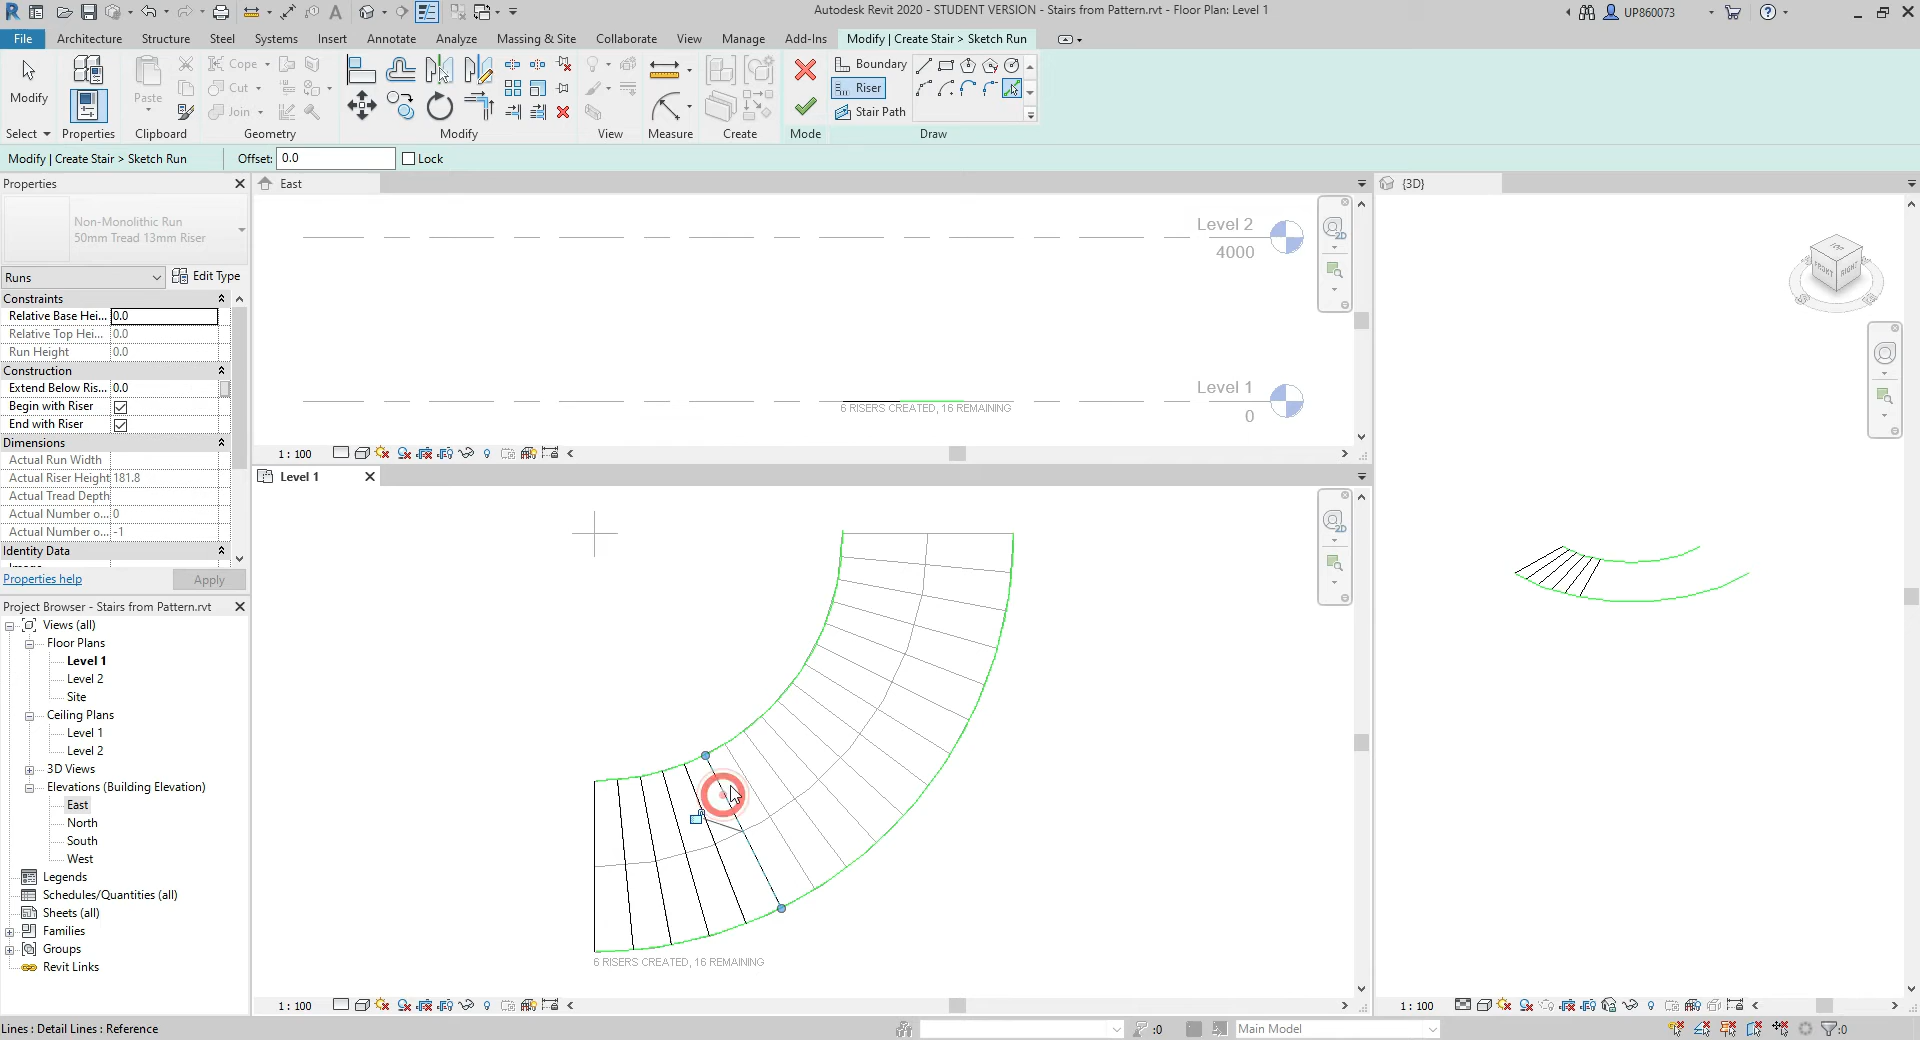 Autodesk Revit 2020 - STUDENT VERSION - Stairs from Pattern.rvt - Floor Plan: Level 1
UP860073
File Architecture Structure Steel Systems Insert Annotate Analyze Massing & Site Collaborate View Manage Add-Ins Modify | Create Stair > Sketch Run
Modify
Paste
Cope
Cut
Join
Boundary
Riser
Stair Path
Select Properties Clipboard Geometry Modify View Measure Create Mode Draw
Modify | Create Stair > Sketch Run Offset: 0.0 Lock
Properties
Non-Monolithic Run
50mm Tread 13mm Riser
Runs Edit Type
Constraints
Relative Base Hei... 0.0
Relative Top Hei... 0.0
Run Height 0.0
Construction
Extend Below Ris... 0.0
Begin with Riser
End with Riser
Dimensions
Actual Run Width
Actual Riser Height 181.8
Actual Tread Depth
Actual Number o... 0
Actual Number o... -1
Identity Data
Properties help Apply
Project Browser - Stairs from Pattern.rvt
Views (all)
Floor Plans
Level 1
Level 2
Site
Ceiling Plans
Level 1
Level 2
3D Views
Elevations (Building Elevation)
East
North
South
West
Legends
Schedules/Quantities (all)
Sheets (all)
Families
Groups
Revit Links
East
Level 2
4000
Level 1
0
6 RISERS CREATED, 16 REMAINING
1 : 100
Level 1
6 RISERS CREATED, 16 REMAINING
1 : 100
{3D}
FRONT RIGHT
1 : 100
Lines : Detail Lines : Reference
:0
Main Model
:0